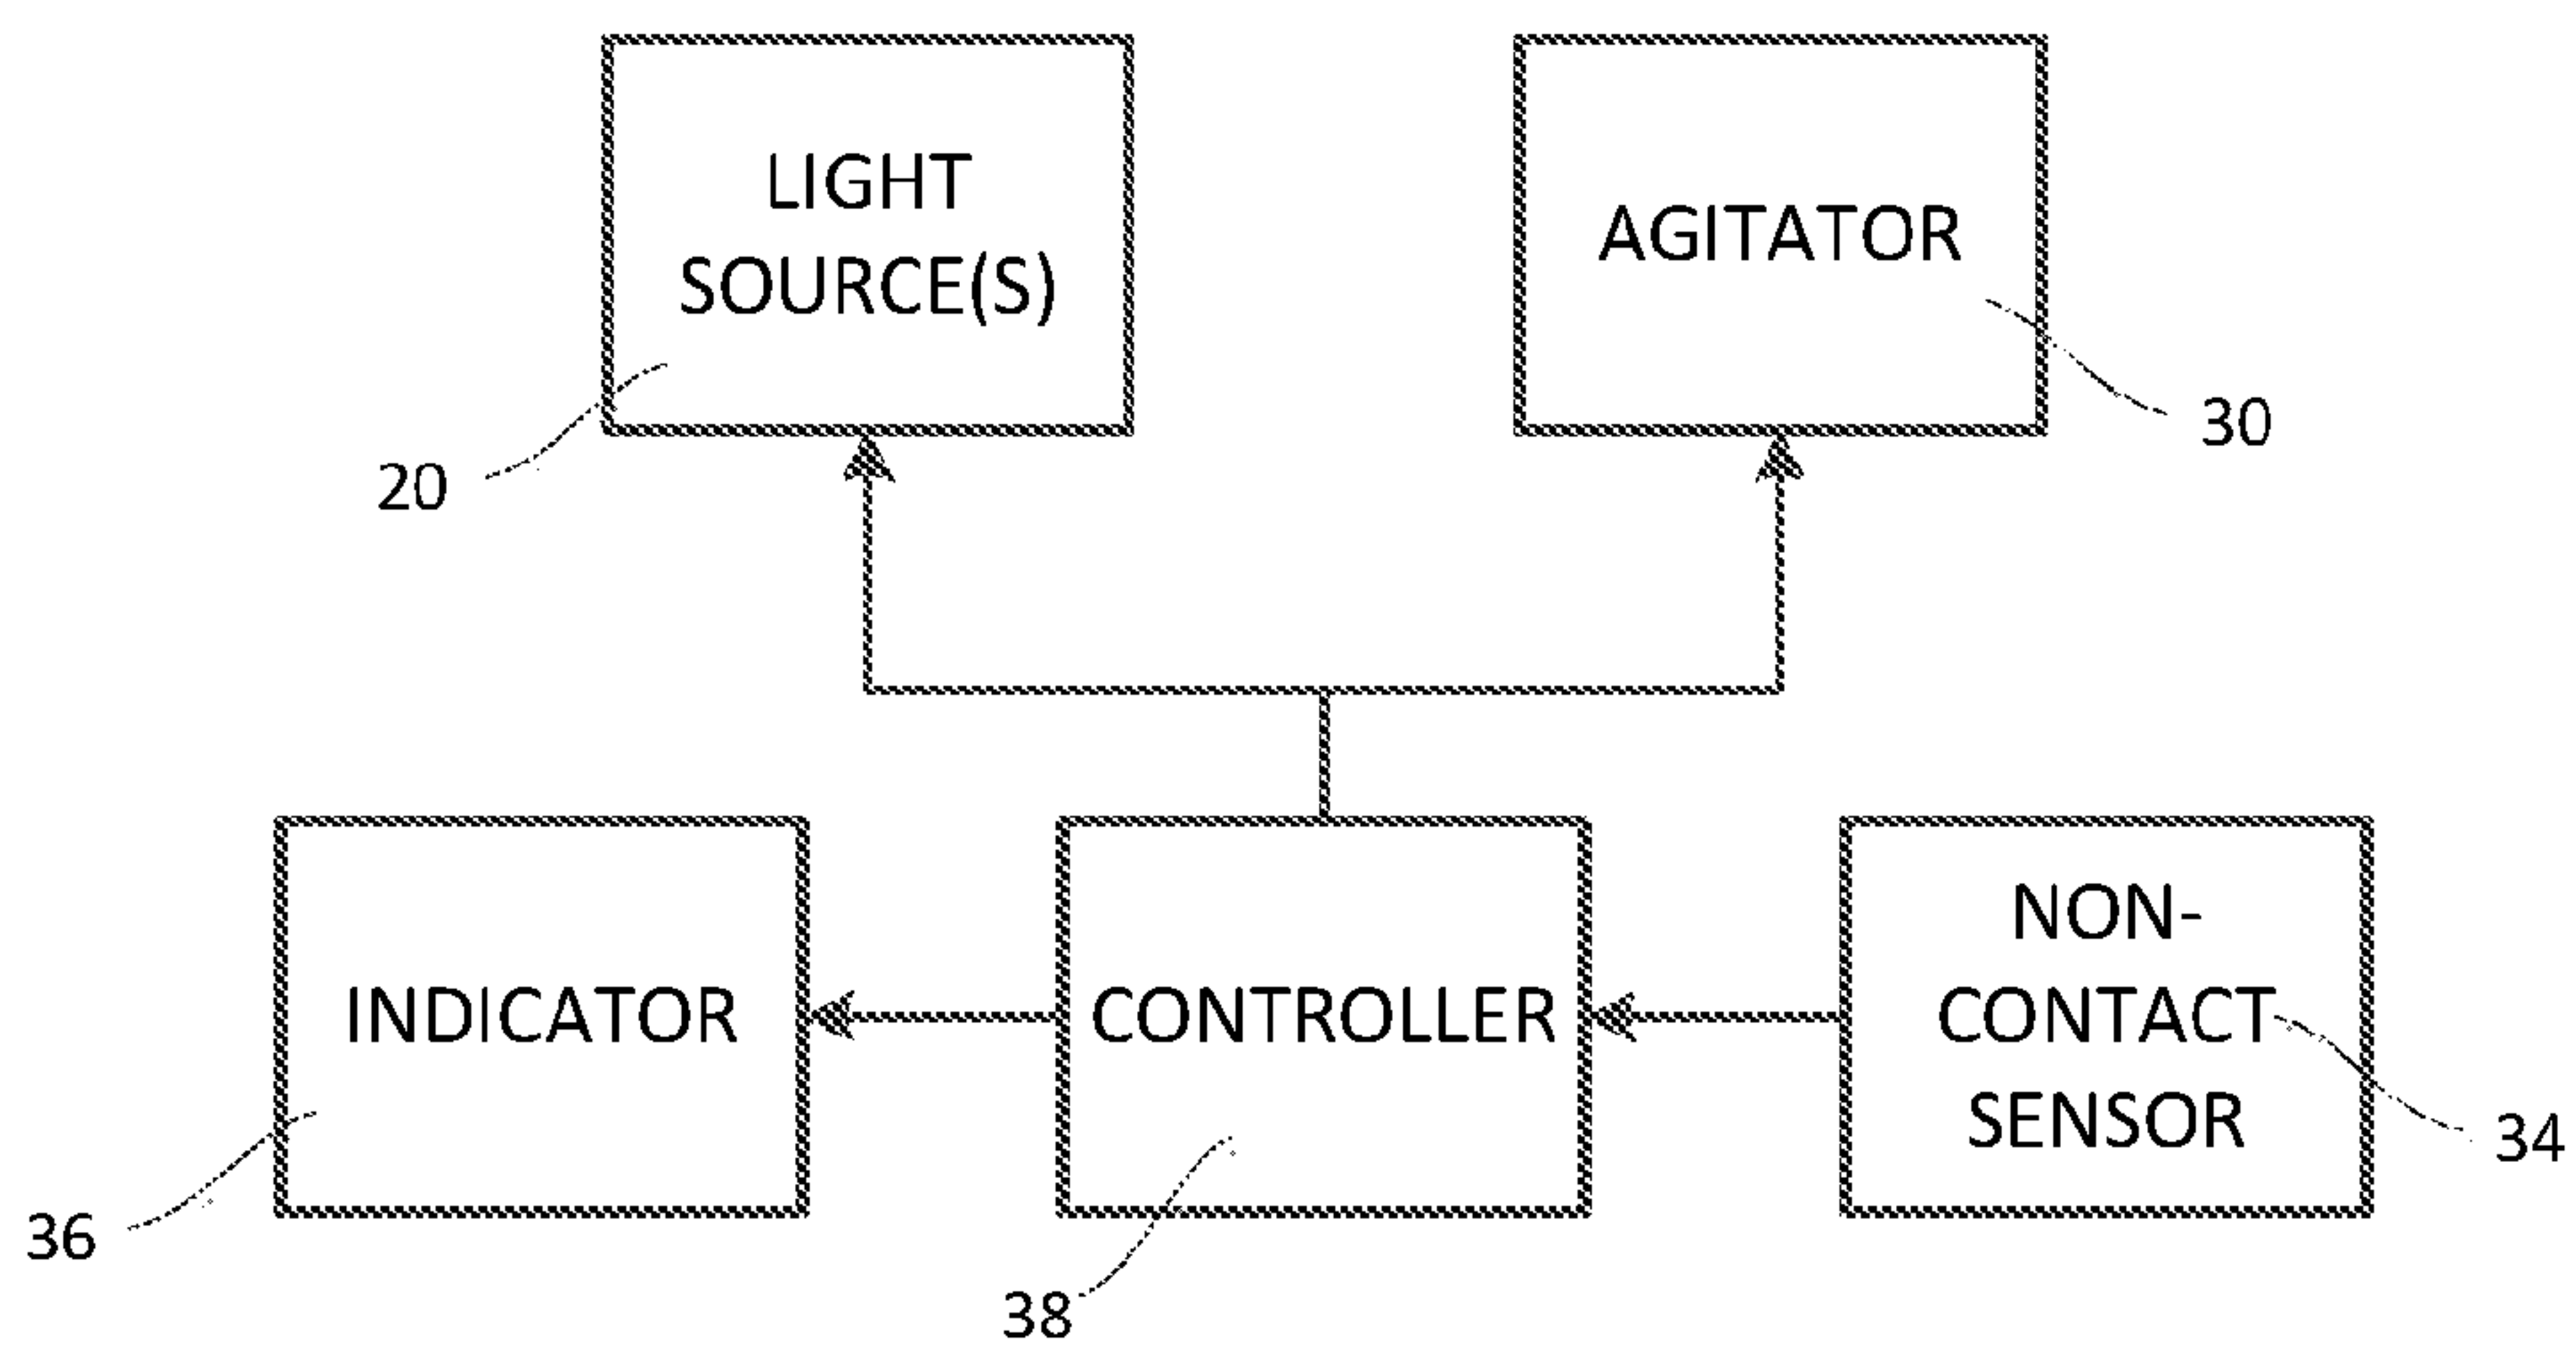 LIGHT
SOURCE(S)
20
AGITATOR
30
INDICATOR
36
CONTROLLER
38
NON-
CONTACT
SENSOR
34